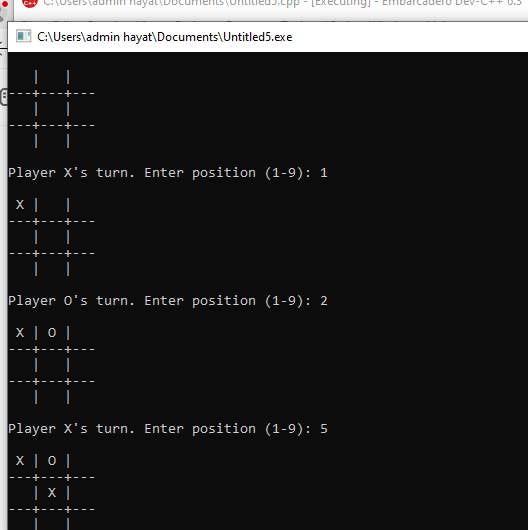 C:\Users\admin hayat\Documents\Untitled5.cpp - [Executing] - Embarcadero Dev-C++ 6.3
C:\Users\admin hayat\Documents\Untitled5.exe
   |   |
---+---+---
   |   |
---+---+---
   |   |
Player X's turn. Enter position (1-9): 1
 X |   |
---+---+---
   |   |
---+---+---
   |   |
Player O's turn. Enter position (1-9): 2
 X | O |
---+---+---
   |   |
---+---+---
   |   |
Player X's turn. Enter position (1-9): 5
 X | O |
---+---+---
   | X |
---+---+---
   |   |